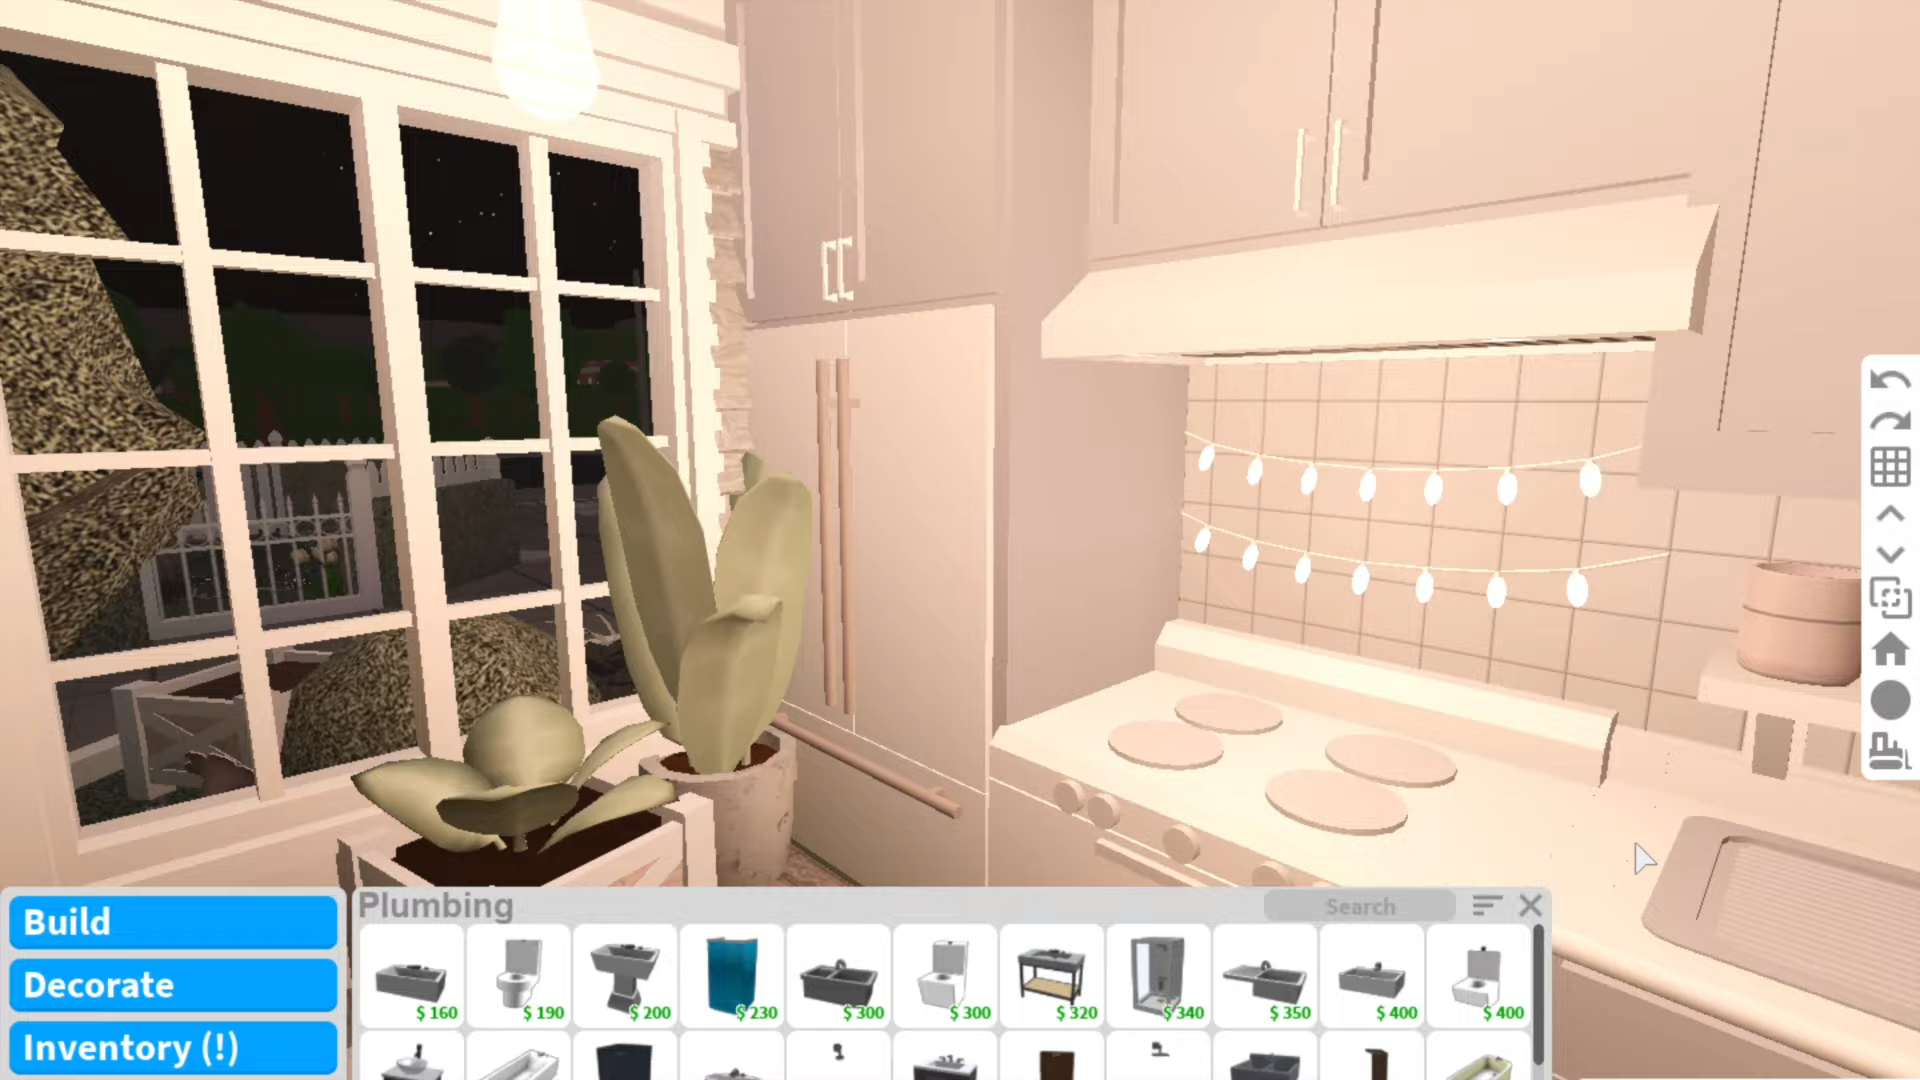 Plumbing
Search
Build
Decorate
Inventory (!)
$ 160
$ 190
$ 200
$ 230
$ 300
$ 300
$ 320
$ 340
$ 350
$ 400
$ 400